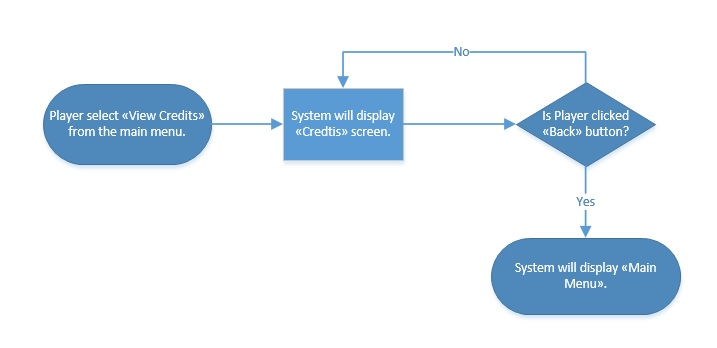 No
Player select «View Credits»
from the main menu.
System will display
«Credtis» screen.
Is Player clicked
«Back» button?
Yes
System will display «Main
Menu».